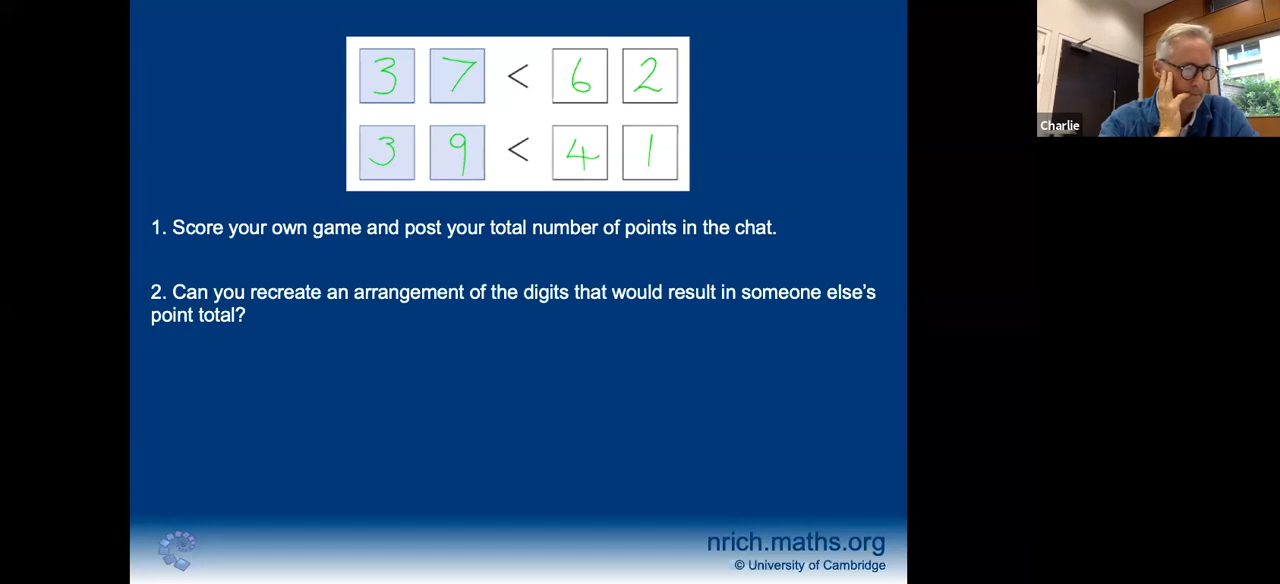 3 7 < 6 2
3 9 < 4 1
Charlie
1. Score your own game and post your total number of points in the chat.
2. Can you recreate an arrangement of the digits that would result in someone else’s
point total?
nrich.maths.org
© University of Cambridge